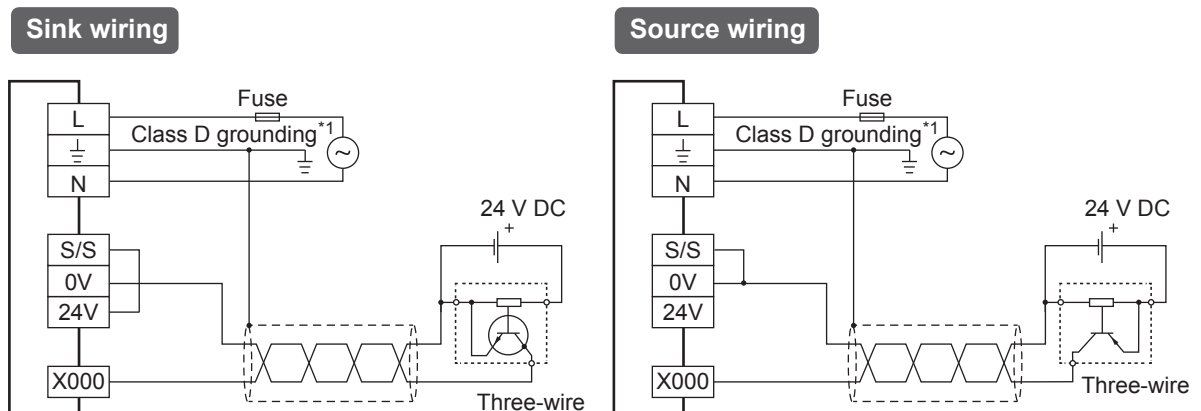 Sink wiring
L
Fuse
Class D grounding*1
N
~
24 V DC
+
S/S
0V
24V
X000
Three-wire
Source wiring
L
Fuse
Class D grounding*1
N
~
24 V DC
+
S/S
0V
24V
X000
Three-wire